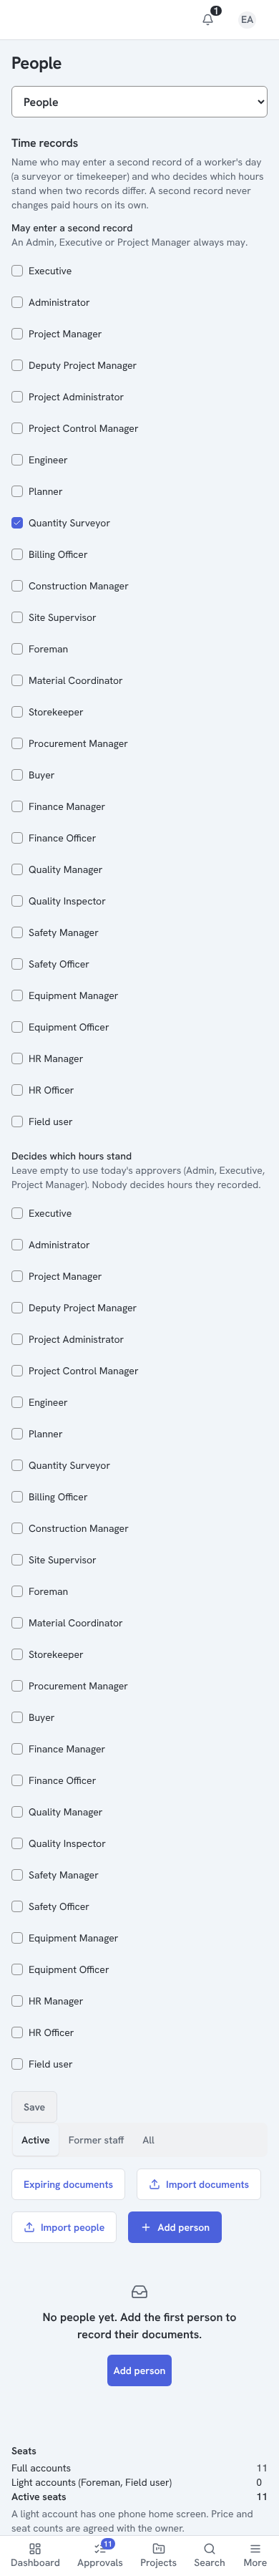 1
EA
People
People
Time records
Name who may enter a second record of a worker's day
(a surveyor or timekeeper) and who decides which hours
stand when two records differ. A second record never
changes paid hours on its own.
May enter a second record
An Admin, Executive or Project Manager always may.
Executive
Administrator
Project Manager
Deputy Project Manager
Project Administrator
Project Control Manager
Engineer
Planner
Quantity Surveyor
Billing Officer
Construction Manager
Site Supervisor
Foreman
Material Coordinator
Storekeeper
Procurement Manager
Buyer
Finance Manager
Finance Officer
Quality Manager
Quality Inspector
Safety Manager
Safety Officer
Equipment Manager
Equipment Officer
HR Manager
HR Officer
Field user
Decides which hours stand
Leave empty to use today's approvers (Admin, Executive,
Project Manager). Nobody decides hours they recorded.
Executive
Administrator
Project Manager
Deputy Project Manager
Project Administrator
Project Control Manager
Engineer
Planner
Quantity Surveyor
Billing Officer
Construction Manager
Site Supervisor
Foreman
Material Coordinator
Storekeeper
Procurement Manager
Buyer
Finance Manager
Finance Officer
Quality Manager
Quality Inspector
Safety Manager
Safety Officer
Equipment Manager
Equipment Officer
HR Manager
HR Officer
Field user
Save
Active Former staff All
Expiring documents Import documents
Import people Add person
No people yet. Add the first person to
record their documents.
Add person
Seats
Full accounts 11
Light accounts (Foreman, Field user) 0
Active seats 11
A light account has one phone home screen. Price and
seat counts are agreed with the owner.
11
Dashboard Approvals Projects Search More